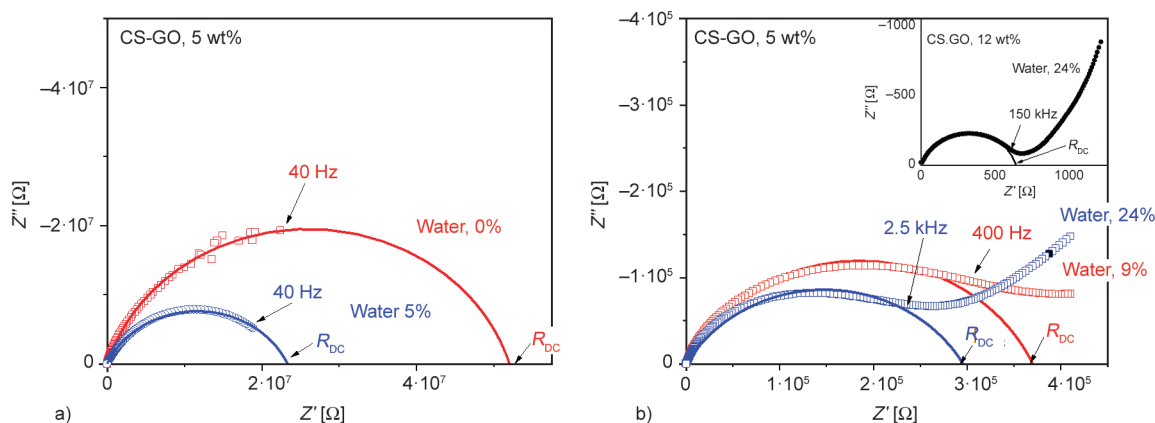 CS-GO, 5 wt%
–4·10⁷
40 Hz
Z″ [Ω]
–2·10⁷
Water, 0%
40 Hz
Water 5%
R_DC
R_DC
0
0
2·10⁷
4·10⁷
a)
Z′ [Ω]
–4·10⁵
CS-GO, 5 wt%
–1000
CS.GO, 12 wt%
Water, 24%
–3·10⁵
Z″ [Ω]
–500
150 kHz
R_DC
0
0
500
1000
Z′ [Ω]
Z″ [Ω]
–2·10⁵
Water, 24%
2.5 kHz
400 Hz
Water, 9%
–1·10⁵
R_DC
R_DC
0
0
1·10⁵
2·10⁵
3·10⁵
4·10⁵
b)
Z′ [Ω]